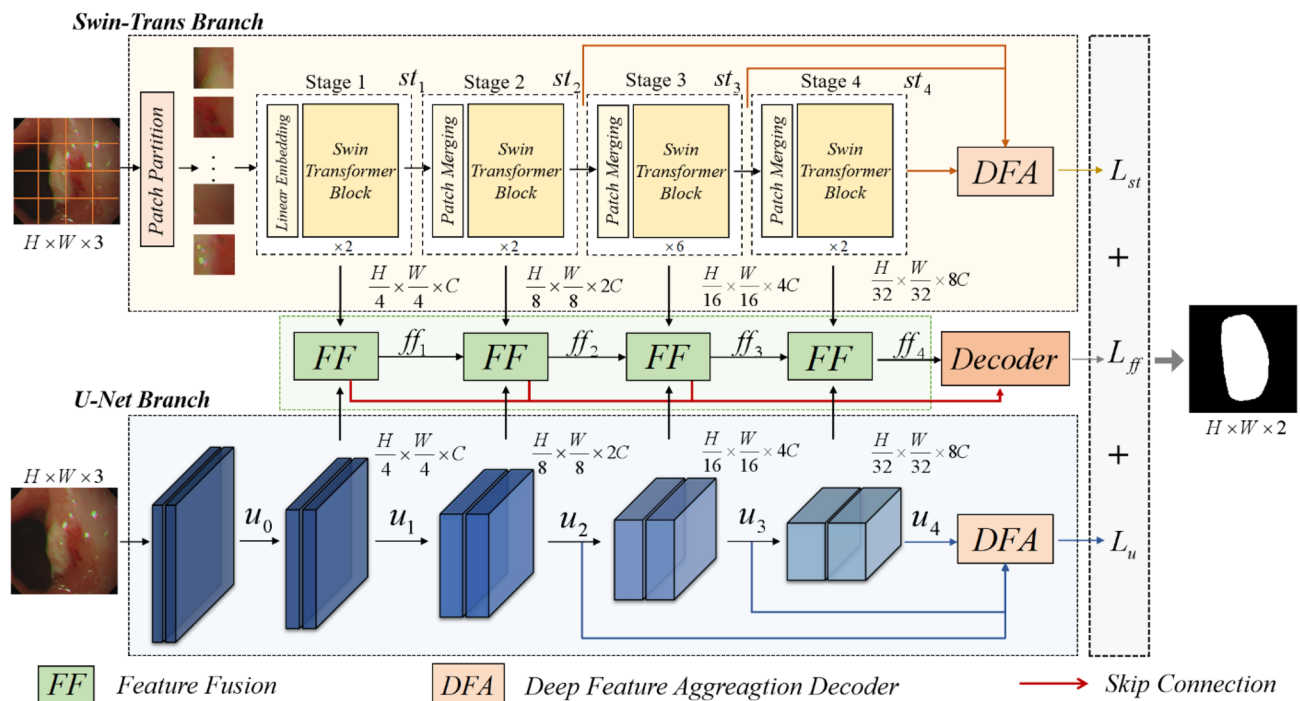 Swin-Trans Branch
H×W×3
Patch Partition
Stage 1
st₁
Linear Embedding
Swin
Transformer
Block
×2
Stage 2
st₂
Patch Merging
Swin
Transformer
Block
×2
Stage 3
st₃
Patch Merging
Swin
Transformer
Block
×6
Stage 4
st₄
Patch Merging
Swin
Transformer
Block
×2
DFA
L_st
H/4 × W/4 × C
H/8 × W/8 × 2C
H/16 × W/16 × 4C
H/32 × W/32 × 8C
+
FF
ff₁
FF
ff₂
FF
ff₃
FF
ff₄
Decoder
L_ff
H×W×2
U-Net Branch
H/4 × W/4 × C
H/8 × W/8 × 2C
H/16 × W/16 × 4C
H/32 × W/32 × 8C
+
H×W×3
u₀
u₁
u₂
u₃
u₄
DFA
L_u
FF
Feature Fusion
DFA
Deep Feature Aggreagtion Decoder
Skip Connection